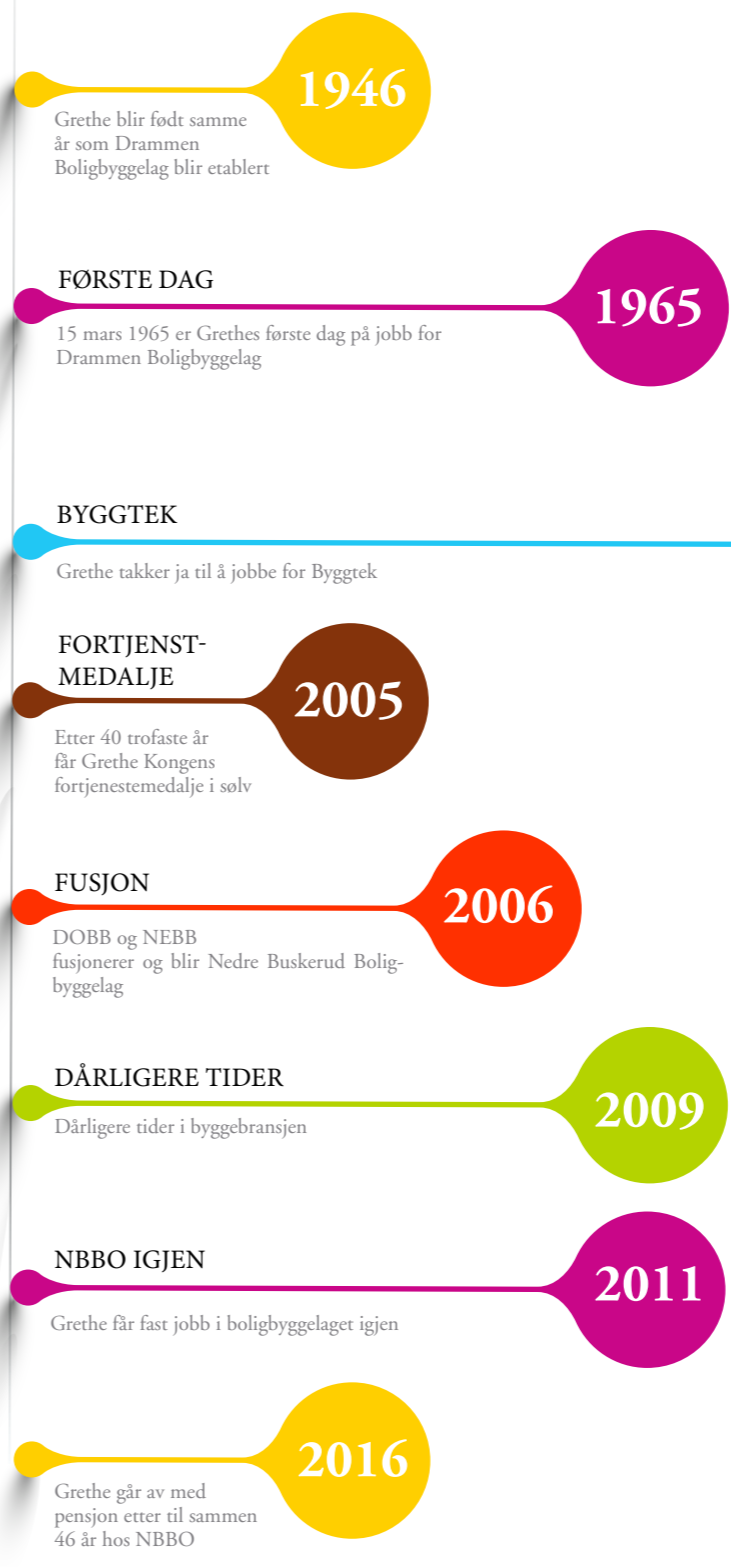 1946
Grethe blir født samme
år som Drammen
Boligbyggelag blir etablert
FØRSTE DAG
1965
15 mars 1965 er Grethes første dag på jobb for
Drammen Boligbyggelag
BYGGTEK
Grethe takker ja til å jobbe for Byggtek
FORTJENST-
MEDALJE
2005
Etter 40 trofaste år
får Grethe Kongens
fortjenestemedalje i sølv
FUSJON
2006
DOBB og NEBB
fusjonerer og blir Nedre Buskerud Bolig-
byggelag
DÅRLIGERE TIDER
2009
Dårligere tider i byggebransjen
NBBO IGJEN
2011
Grethe får fast jobb i boligbyggelaget igjen
2016
Grethe går av med
pensjon etter til sammen
46 år hos NBBO